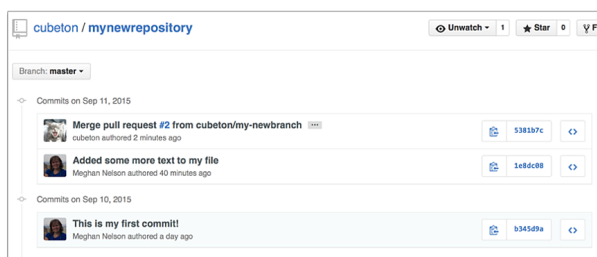 cubeton / mynewrepository
Unwatch 1 Star 0 F
Branch: master
Commits on Sep 11, 2015
Merge pull request #2 from cubeton/my-newbranch ...
cubeton authored 2 minutes ago
5381b7c
Added some more text to my file
Meghan Nelson authored 40 minutes ago
1e8dc08
Commits on Sep 10, 2015
This is my first commit!
Meghan Nelson authored a day ago
b345d9a